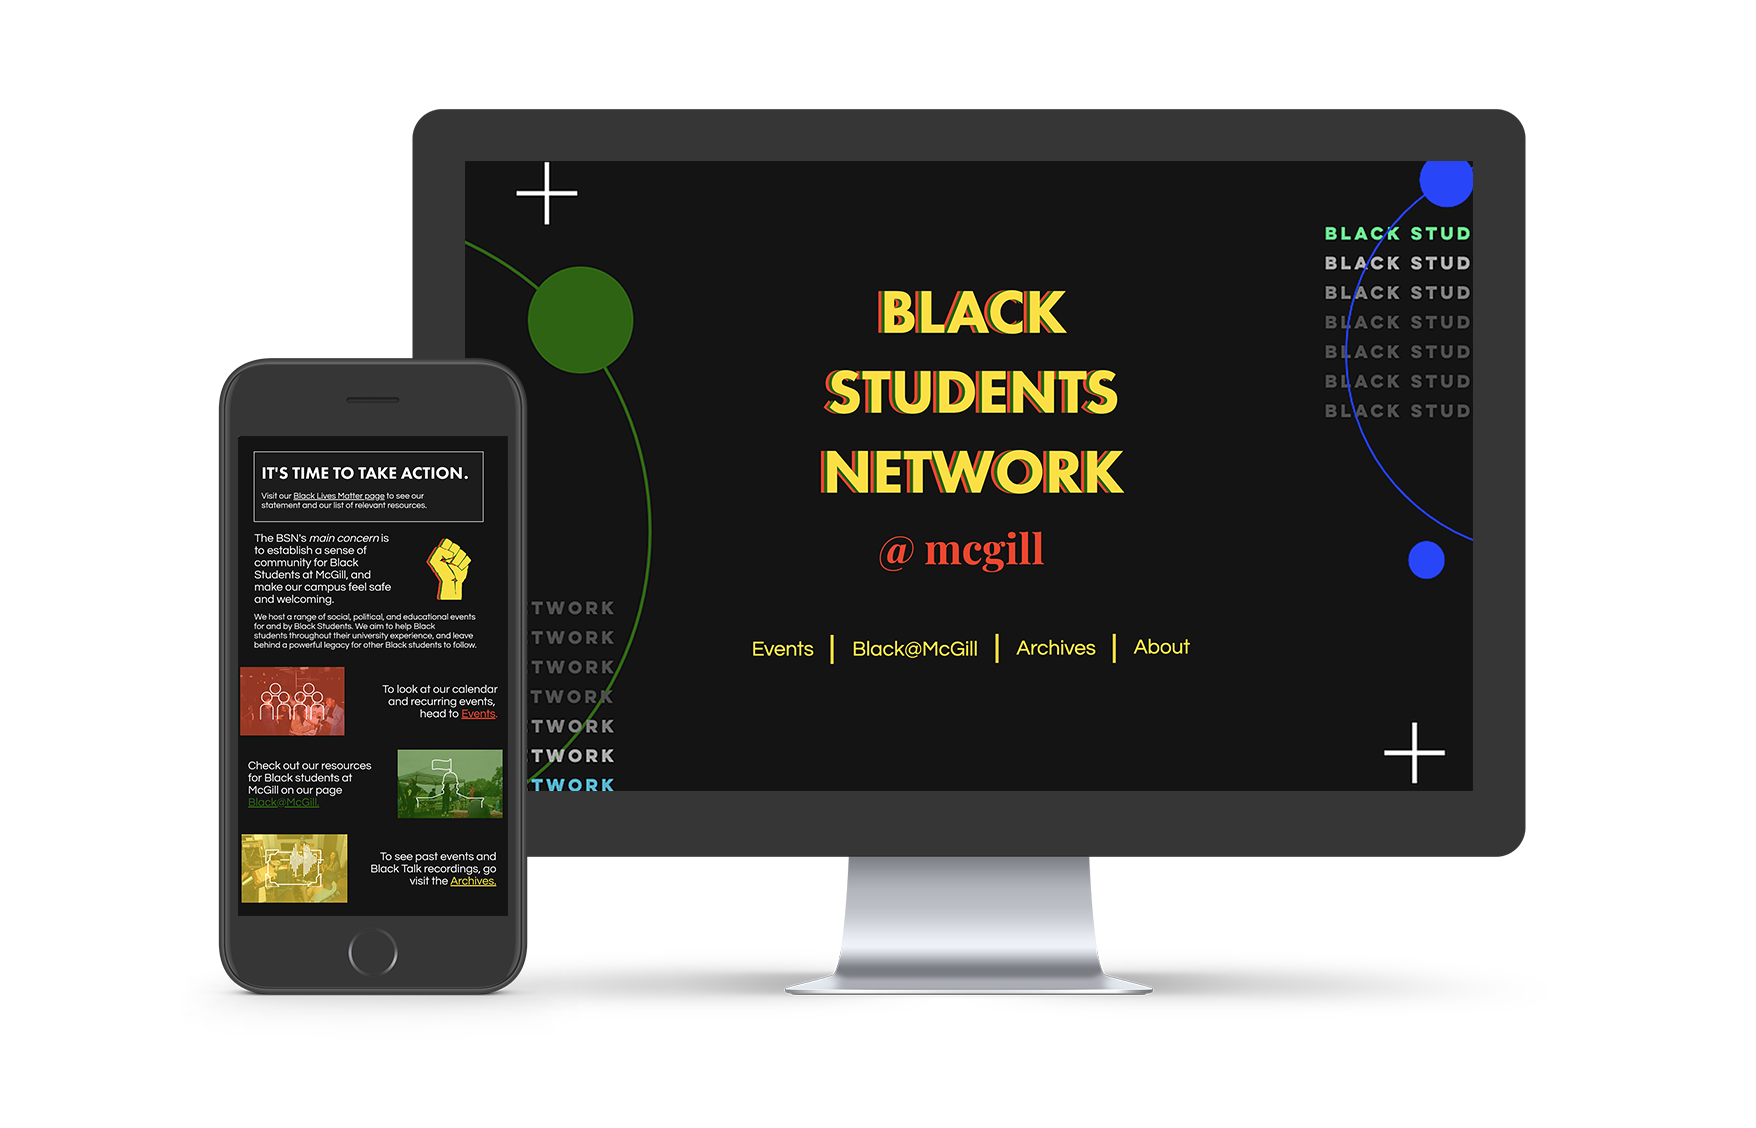 BLACK
STUDENTS
NETWORK
@ mcgill
Events | Black@McGill | Archives | About
BLACK STUD
BLACK STUD
BLACK STUD
BLACK STUD
BLACK STUD
BLACK STUD
BLACK STUD
TWORK
TWORK
TWORK
TWORK
TWORK
TWORK
TWORK
IT'S TIME TO TAKE ACTION.
Visit our Black Lives Matter page to see our
statement and our list of relevant resources.
The BSN's main concern is
to establish a sense of
community for Black
Students at McGill, and
make our campus feel safe
and welcoming.
We host a range of social, political, and educational events
for and by Black Students. We aim to help Black
students throughout their university experience, and leave
behind a powerful legacy for other Black students to follow.
To look at our calendar
and recurring events,
head to Events.
Check out our resources
for Black students at
McGill on our page
Black@McGill.
To see past events and
Black Talk recordings, go
visit the Archives.